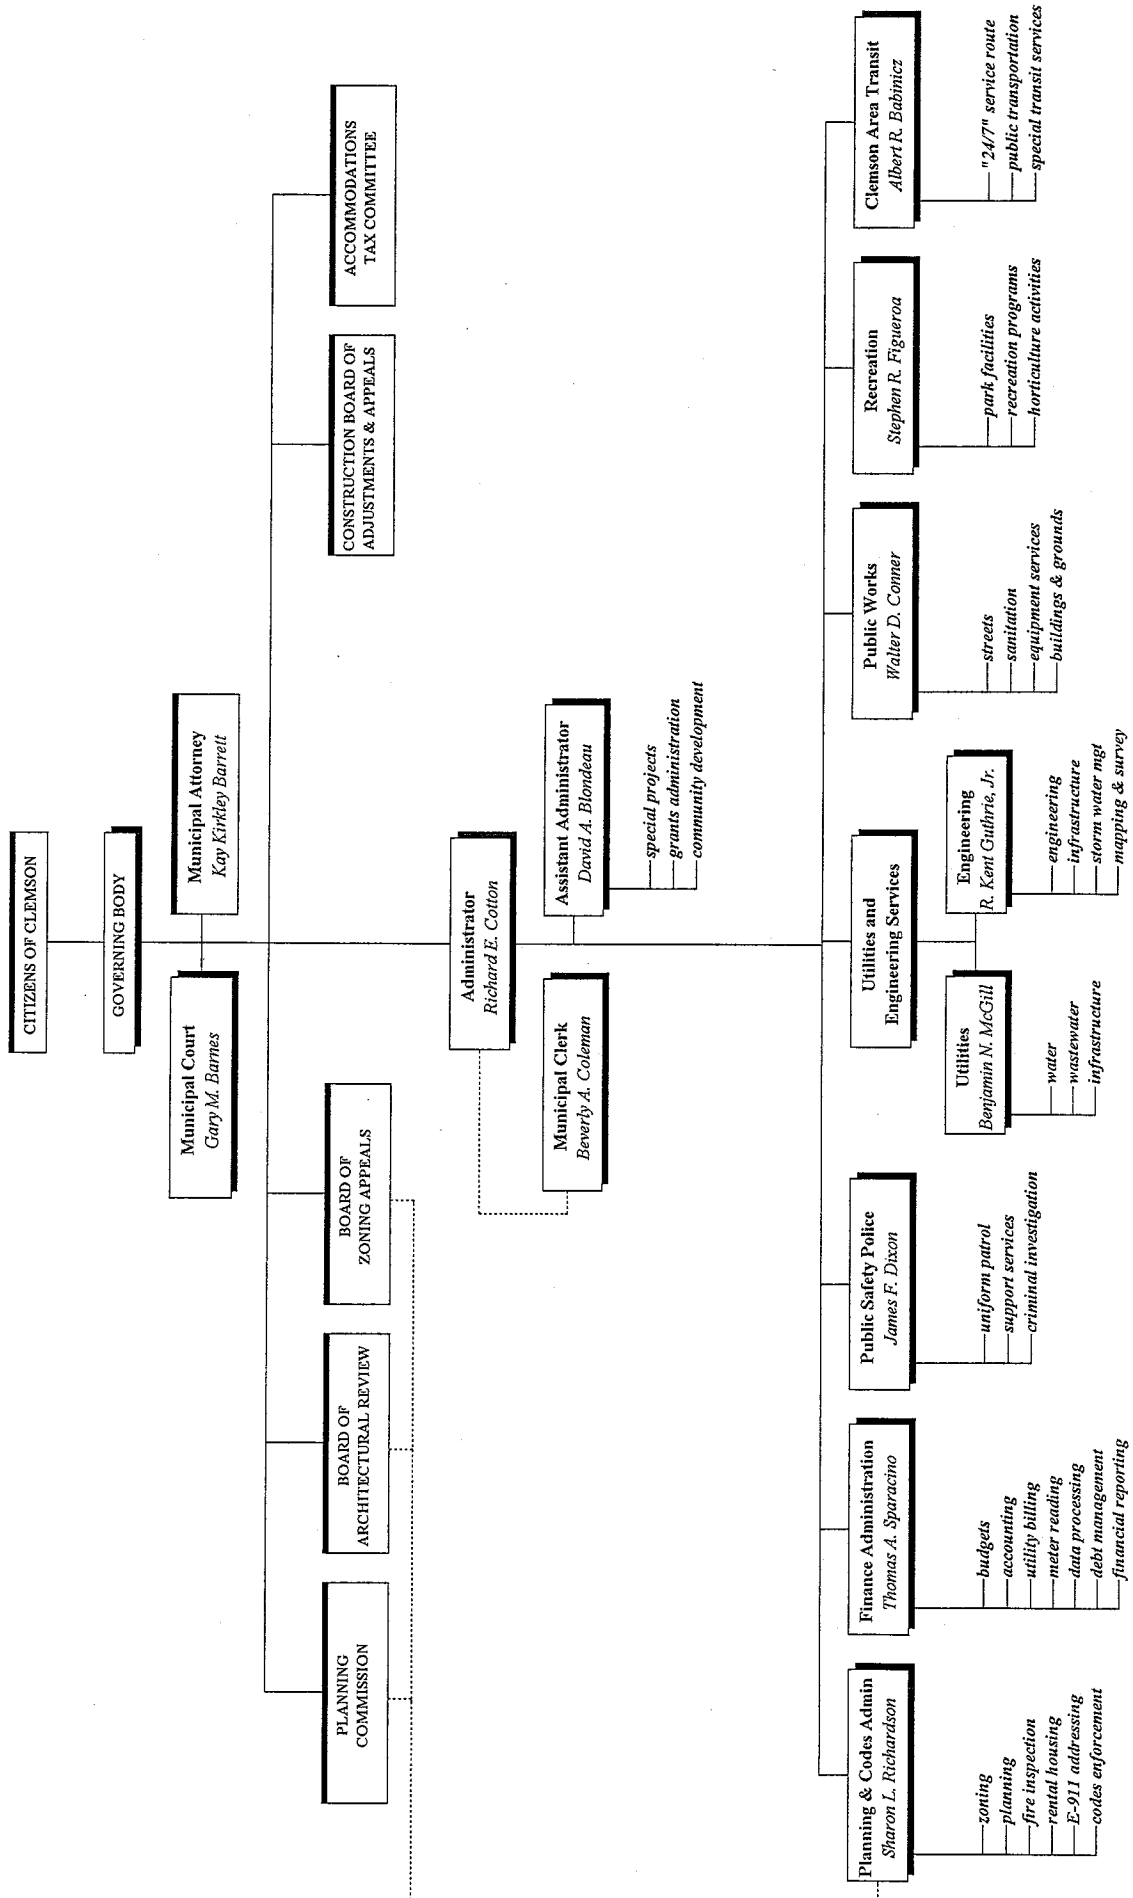 CITIZENS OF CLEMSON
GOVERNING BODY
Municipal Court
Gary M. Barnes
Municipal Attorney
Kay Kirkley Barrett
PLANNING
COMMISSION
BOARD OF
ARCHITECTURAL REVIEW
BOARD OF
ZONING APPEALS
CONSTRUCTION BOARD OF
ADJUSTMENTS & APPEALS
ACCOMMODATIONS
TAX COMMITTEE
Administrator
Richard E. Cotton
Municipal Clerk
Beverly A. Coleman
Assistant Administrator
David A. Blondeau
special projects
grants administration
community development
Planning & Codes Admin
Sharon L. Richardson
zoning
planning
fire inspection
rental housing
E-911 addressing
codes enforcement
Finance Administration
Thomas A. Sparacino
budgets
accounting
utility billing
meter reading
data processing
debt management
financial reporting
Public Safety Police
James F. Dixon
uniform patrol
support services
criminal investigation
Utilities and
Engineering Services
Utilities
Benjamin N. McGill
water
wastewater
infrastructure
Engineering
R. Kent Guthrie, Jr.
engineering
infrastructure
storm water mgt
mapping & survey
Public Works
Walter D. Conner
streets
sanitation
equipment services
buildings & grounds
Recreation
Stephen R. Figueroa
park facilities
recreation programs
horticulture activities
Clemson Area Transit
Albert R. Babinicz
"24/7" service route
public transportation
special transit services